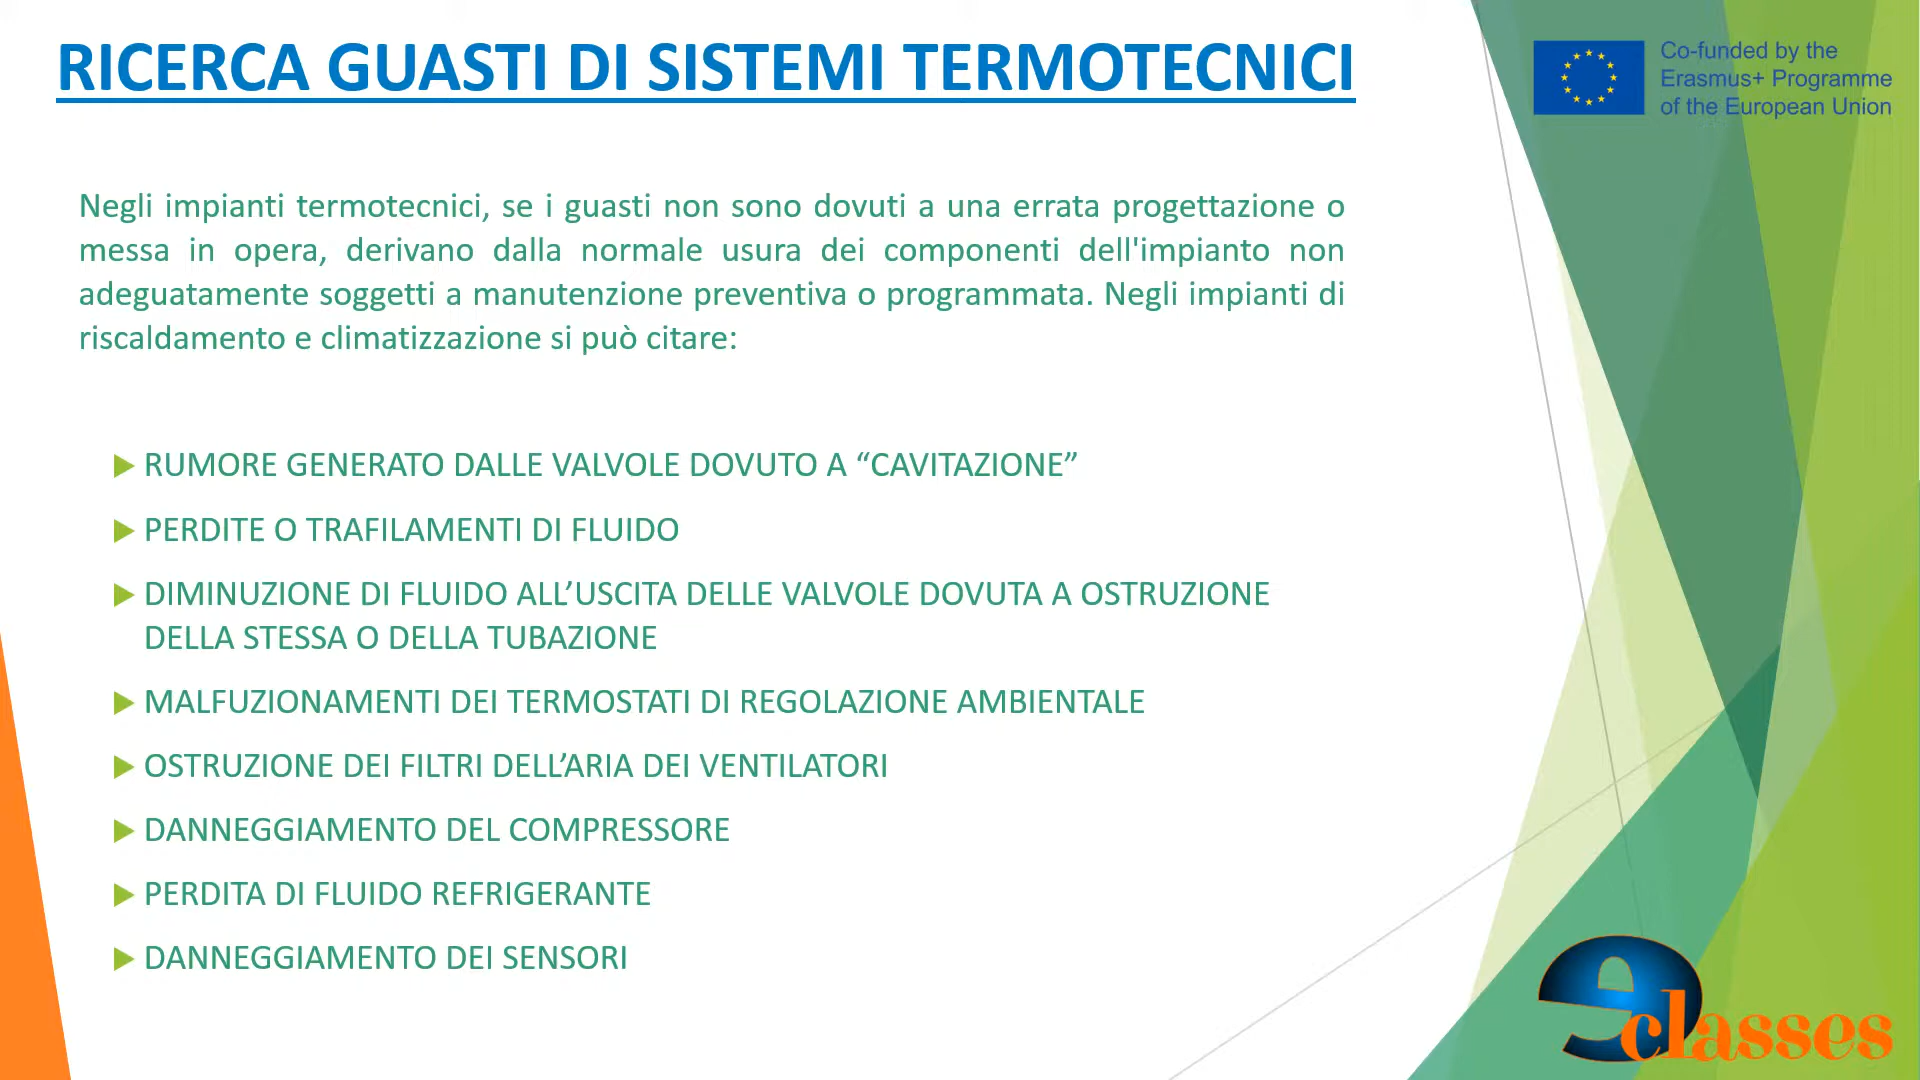 RICERCA GUASTI DI SISTEMI TERMOTECNICI
Co-funded by the
Erasmus+ Programme
of the European Union
Negli impianti termotecnici, se i guasti non sono dovuti a una errata progettazione o
messa in opera, derivano dalla normale usura dei componenti dell'impianto non
adeguatamente soggetti a manutenzione preventiva o programmata. Negli impianti di
riscaldamento e climatizzazione si può citare:
RUMORE GENERATO DALLE VALVOLE DOVUTO A “CAVITAZIONE”
PERDITE O TRAFILAMENTI DI FLUIDO
DIMINUZIONE DI FLUIDO ALL’USCITA DELLE VALVOLE DOVUTA A OSTRUZIONE
DELLA STESSA O DELLA TUBAZIONE
MALFUZIONAMENTI DEI TERMOSTATI DI REGOLAZIONE AMBIENTALE
OSTRUZIONE DEI FILTRI DELL’ARIA DEI VENTILATORI
DANNEGGIAMENTO DEL COMPRESSORE
PERDITA DI FLUIDO REFRIGERANTE
DANNEGGIAMENTO DEI SENSORI
e classes